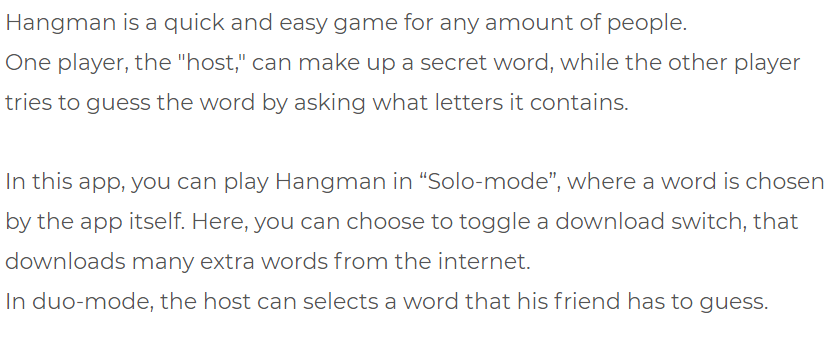 Hangman is a quick and easy game for any amount of people.
One player, the "host," can make up a secret word, while the other player
tries to guess the word by asking what letters it contains.
In this app, you can play Hangman in “Solo-mode”, where a word is chosen
by the app itself. Here, you can choose to toggle a download switch, that
downloads many extra words from the internet.
In duo-mode, the host can selects a word that his friend has to guess.